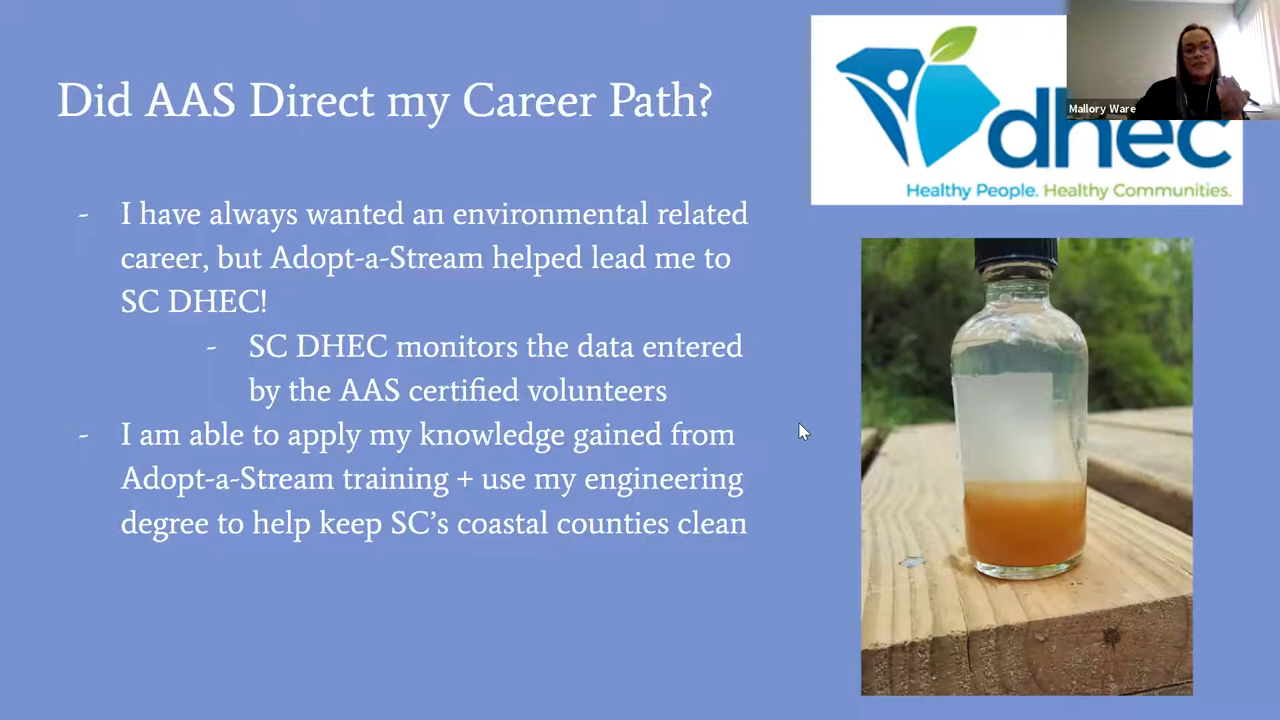 Did AAS Direct my Career Path?
dhec
Mallory Ware
Healthy People. Healthy Communities.
- I have always wanted an environmental related
career, but Adopt-a-Stream helped lead me to
SC DHEC!
- SC DHEC monitors the data entered
by the AAS certified volunteers
- I am able to apply my knowledge gained from
Adopt-a-Stream training + use my engineering
degree to help keep SC’s coastal counties clean